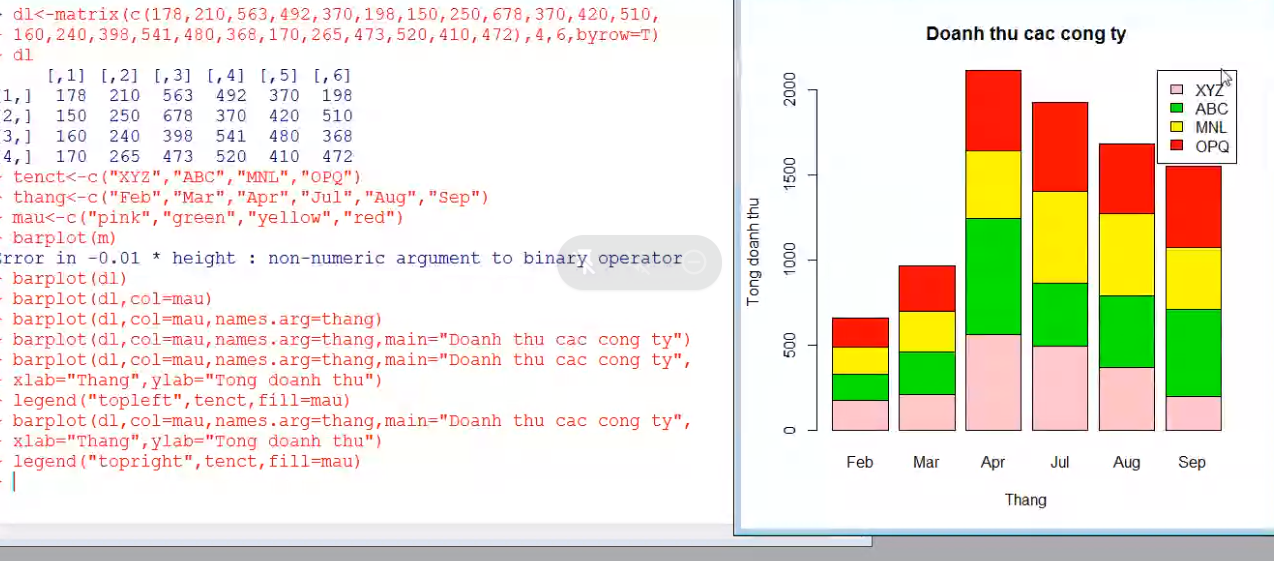 > dl<-matrix(c(178,210,563,492,370,198,150,250,678,370,420,510,
160,240,398,541,480,368,170,265,473,520,410,472),4,6,byrow=T)
dl
[,1] [,2] [,3] [,4] [,5] [,6]
1,] 178 210 563 492 370 198
2,] 150 250 678 370 420 510
3,] 160 240 398 541 480 368
4,] 170 265 473 520 410 472
tenct<-c("XYZ","ABC","MNL","OPQ")
thang<-c("Feb","Mar","Apr","Jul","Aug","Sep")
mau<-c("pink","green","yellow","red")
barplot(m)
Error in -0.01 * height : non-numeric argument to binary operator
barplot(dl)
barplot(dl,col=mau)
barplot(dl,col=mau,names.arg=thang)
barplot(dl,col=mau,names.arg=thang,main="Doanh thu cac cong ty")
barplot(dl,col=mau,names.arg=thang,main="Doanh thu cac cong ty",
xlab="Thang",ylab="Tong doanh thu")
legend("topleft",tenct,fill=mau)
barplot(dl,col=mau,names.arg=thang,main="Doanh thu cac cong ty",
xlab="Thang",ylab="Tong doanh thu")
legend("topright",tenct,fill=mau)
Doanh thu cac cong ty
XYZ
ABC
MNL
OPQ
Tong doanh thu
2000
1500
1000
500
0
Feb Mar Apr Jul Aug Sep
Thang